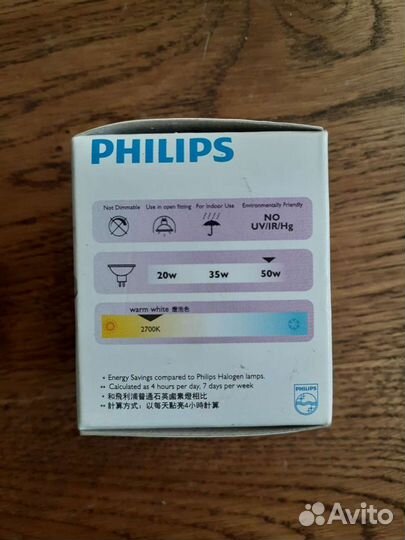 PHILIPS
Not Dimmable Use in open fitting For Indoor Use Environmentally Friendly
NO
UV/IR/Hg
20w 35w 50w
warm white 燈泡色
2700K
• Energy Savings compared to Philips Halogen lamps.
•• Calculated as 4 hours per day, 7 days per week
• 和飛利浦普通石英鹵素燈相比
•• 計算方式：以每天點亮4小時計算
PHILIPS
Avito